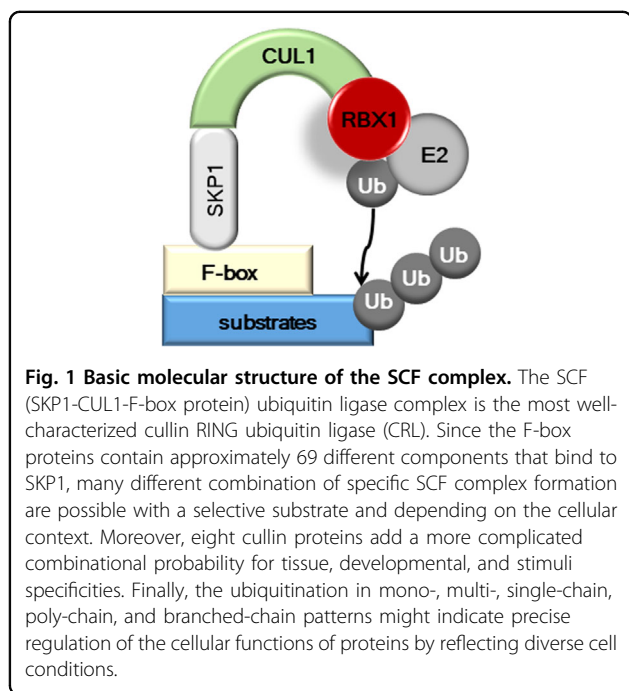 CUL1
RBX1
E2
Ub
SKP1
Ub
Ub
F-box
Ub
substrates
Fig. 1 Basic molecular structure of the SCF complex. The SCF
(SKP1-CUL1-F-box protein) ubiquitin ligase complex is the most well-
characterized cullin RING ubiquitin ligase (CRL). Since the F-box
proteins contain approximately 69 different components that bind to
SKP1, many different combination of specific SCF complex formation
are possible with a selective substrate and depending on the cellular
context. Moreover, eight cullin proteins add a more complicated
combinational probability for tissue, developmental, and stimuli
specificities. Finally, the ubiquitination in mono-, multi-, single-chain,
poly-chain, and branched-chain patterns might indicate precise
regulation of the cellular functions of proteins by reflecting diverse cell
conditions.